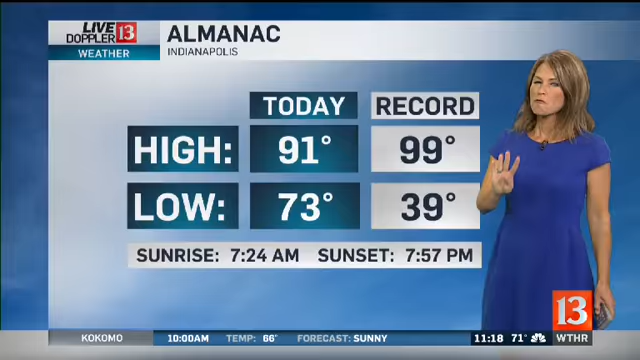 LIVE
DOPPLER 13
WEATHER
ALMANAC
INDIANAPOLIS
TODAY RECORD
HIGH: 91° 99°
LOW: 73° 39°
SUNRISE: 7:24 AM SUNSET: 7:57 PM
13
KOKOMO 10:00AM TEMP: 66° FORECAST: SUNNY 11:18 71° WTHR